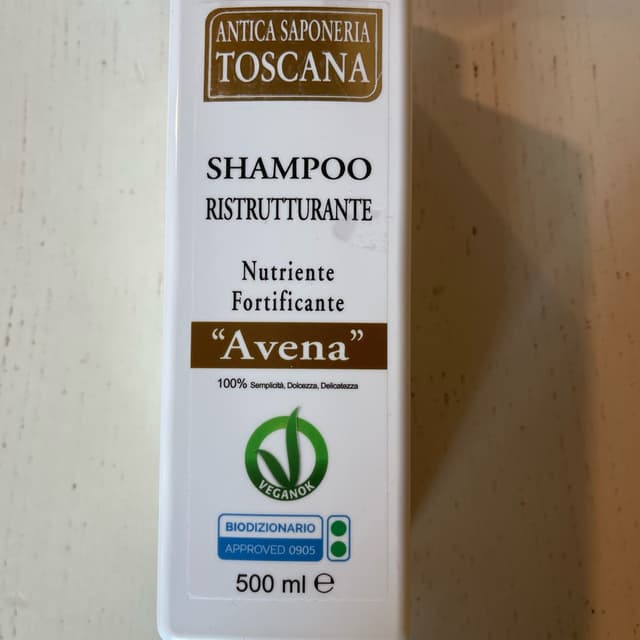 ANTICA SAPONERIA
TOSCANA
SHAMPOO
RISTRUTTURANTE
Nutriente
Fortificante
“Avena”
100% Semplicità, Dolcezza, Delicatezza
VEGANOK
BIODIZIONARIO
APPROVED 0905
500 ml ℮